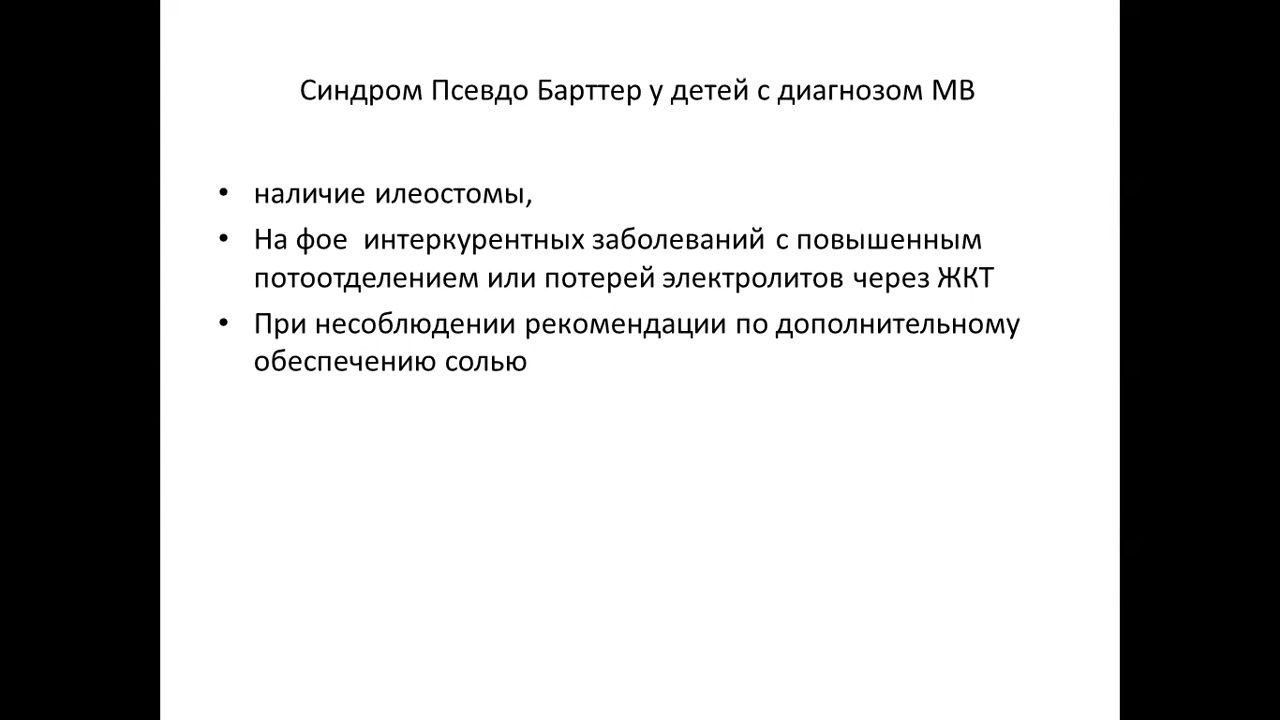 Синдром Псевдо Барттер у детей с диагнозом МВ
• наличие илеостомы,
• На фое  интеркурентных заболеваний с повышенным
потоотделением или потерей электролитов через ЖКТ
• При несоблюдении рекомендации по дополнительному
обеспечению солью